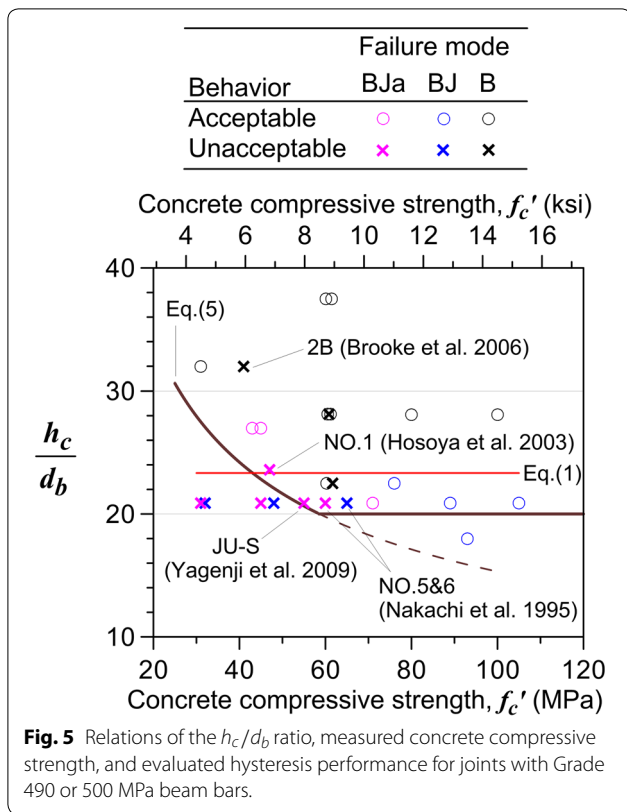 Failure mode
Behavior BJa BJ B
Acceptable ○ ○ ○
Unacceptable × × ×
Concrete compressive strength, fc′ (ksi)
4 6 8 10 12 14 16
40
Eq.(5)
2B (Brooke et al. 2006)
30
NO.1 (Hosoya et al. 2003)
hc
db
Eq.(1)
20
JU-S
(Yagenji et al. 2009)
NO.5&6
(Nakachi et al. 1995)
10
20 40 60 80 100 120
Concrete compressive strength, fc′ (MPa)
Fig. 5 Relations of the hc/db ratio, measured concrete compressive
strength, and evaluated hysteresis performance for joints with Grade
490 or 500 MPa beam bars.